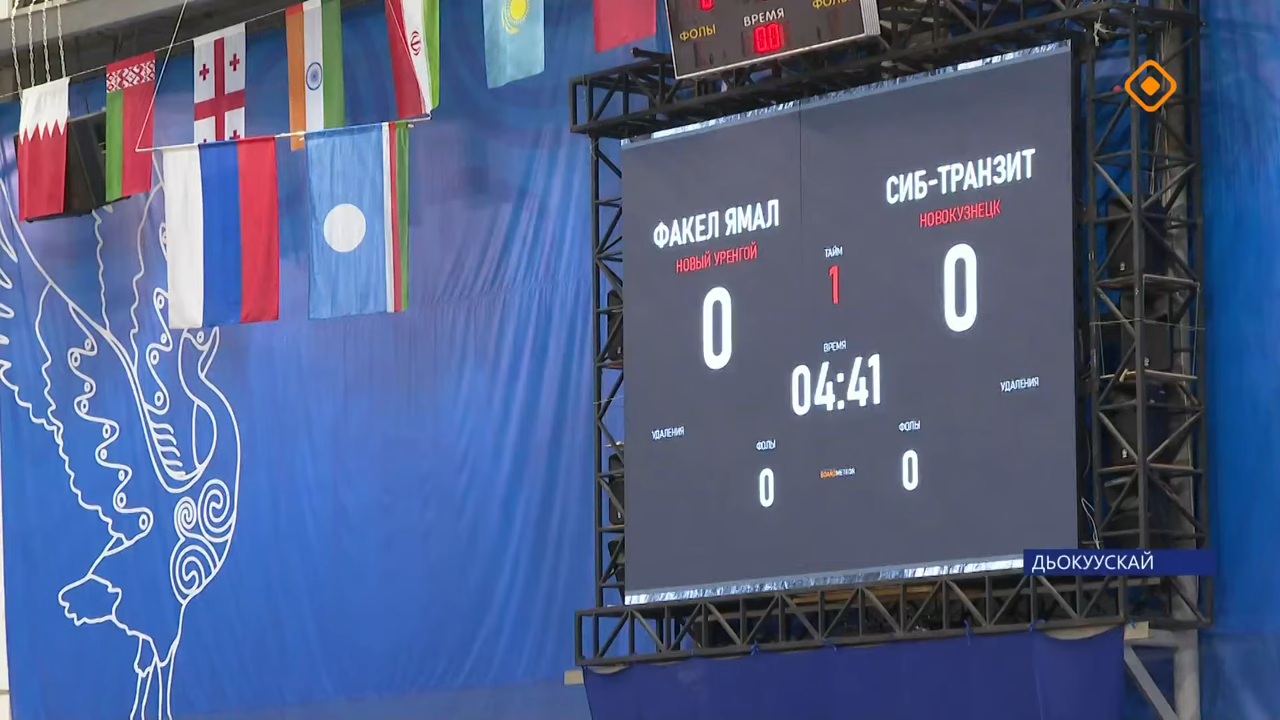 ФОЛЫ
ВРЕМЯ
ФОЛЫ
00
ФАКЕЛ ЯМАЛ
НОВЫЙ УРЕНГОЙ
0
СИБ-ТРАНЗИТ
НОВОКУЗНЕЦК
0
ТАЙМ
1
ВРЕМЯ
04:41
УДАЛЕНИЯ
УДАЛЕНИЯ
ФОЛЫ
0
ФОЛЫ
0
ДЬОКУУСКАЙ